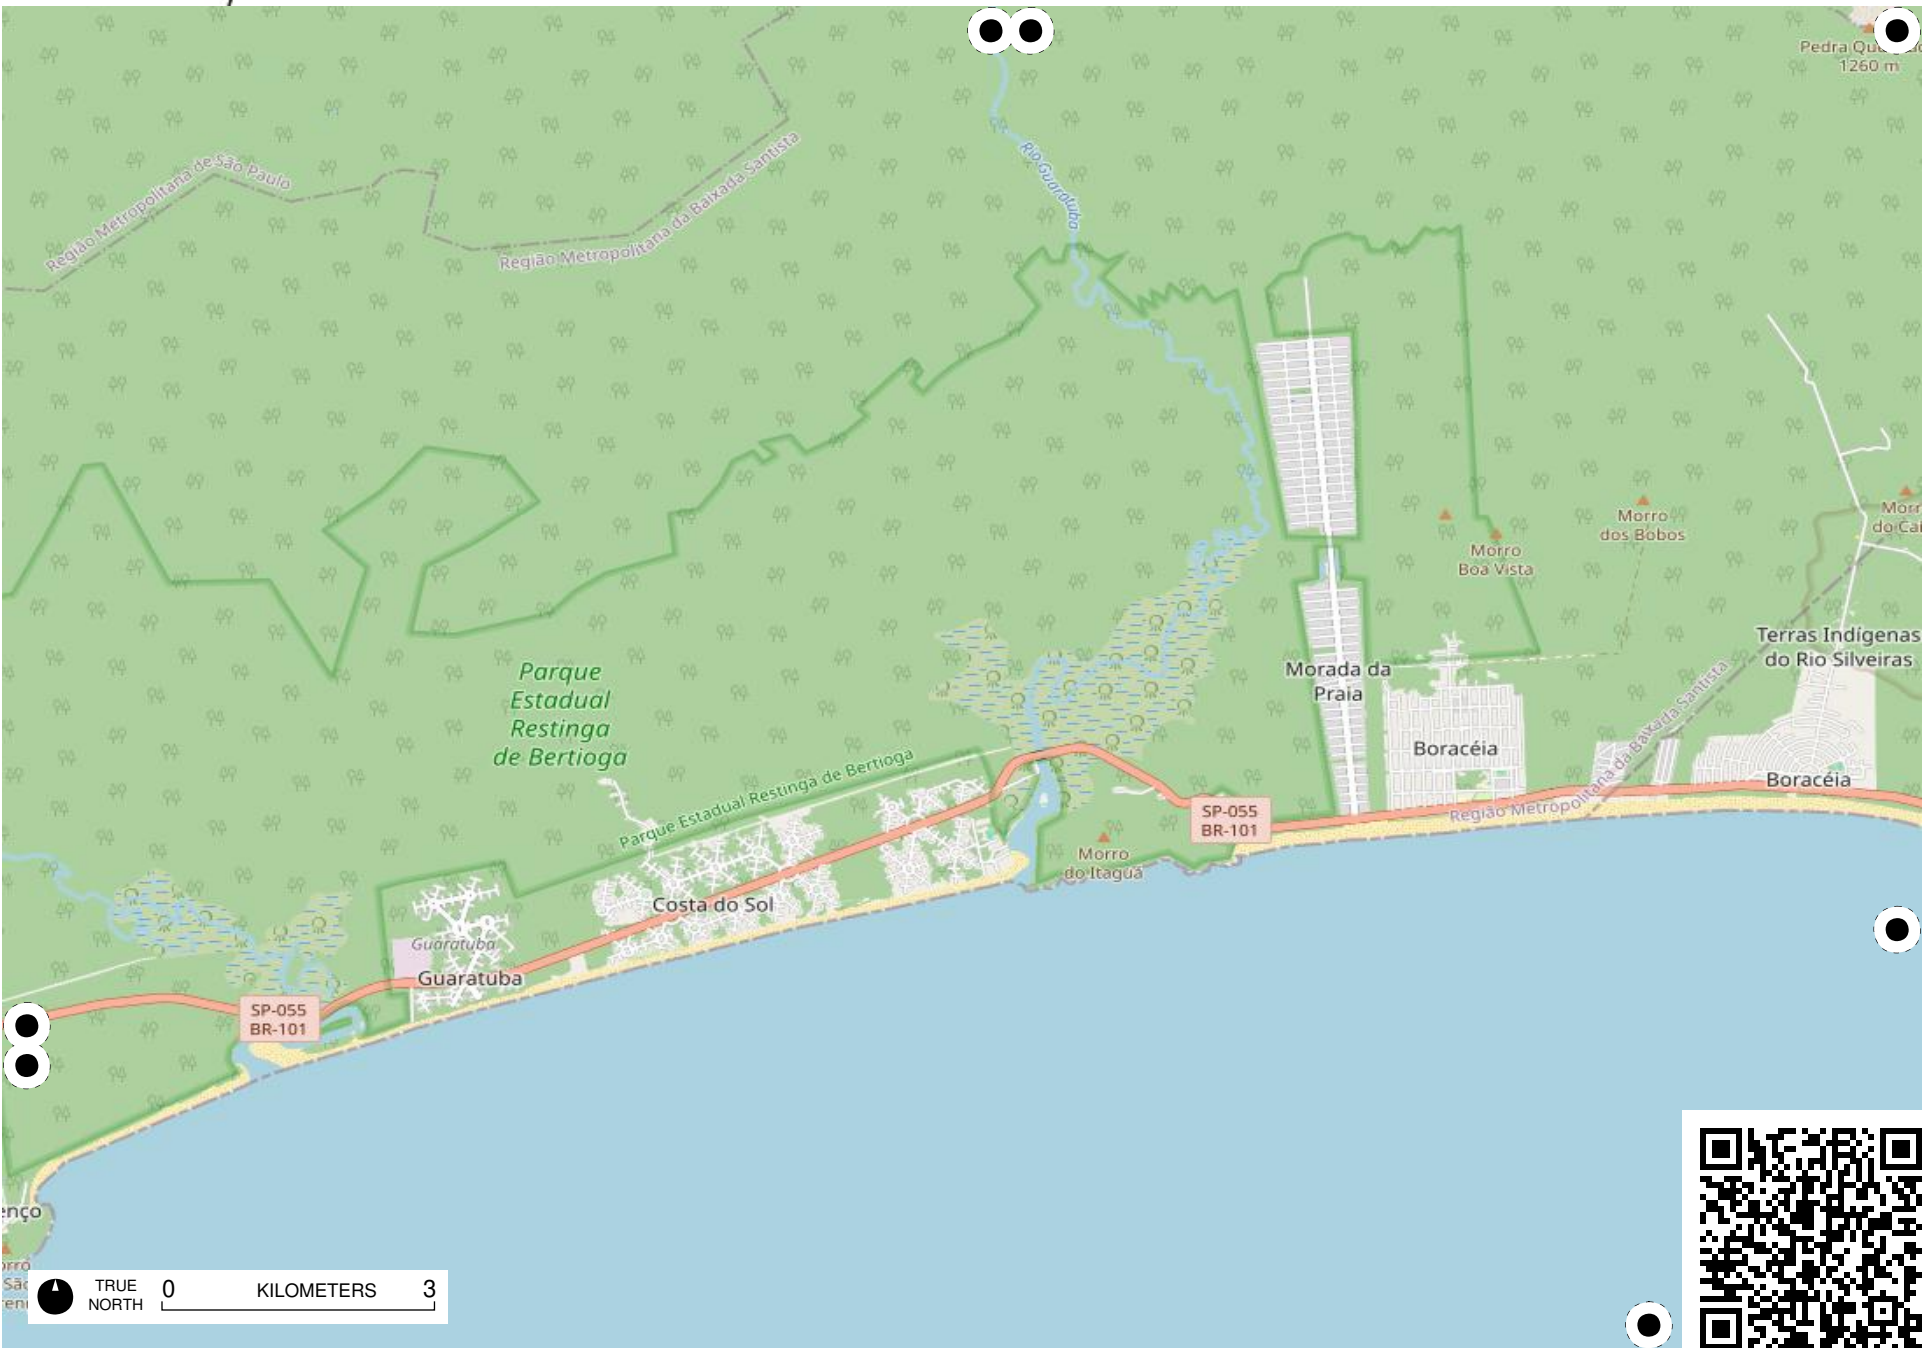 1260 m
Região Metropolitana de São Paulo
Região Metropolitana da Baixada Santista
Rio Guaratuba
Morro
dos Bobos
Morro
Boa Vista
Terras Indígenas
do Rio Silveiras
Parque
Estadual
Restinga
de Bertioga
Morada da
Praia
Boracéia
Boracéia
Parque Estadual Restinga de Bertioga
SP-055
BR-101
Região Metropolitana da Baixada Santista
Morro
do Itaguá
Costa do Sol
Guaratuba
Guaratuba
SP-055
BR-101
TRUE
NORTH
0 KILOMETERS 3